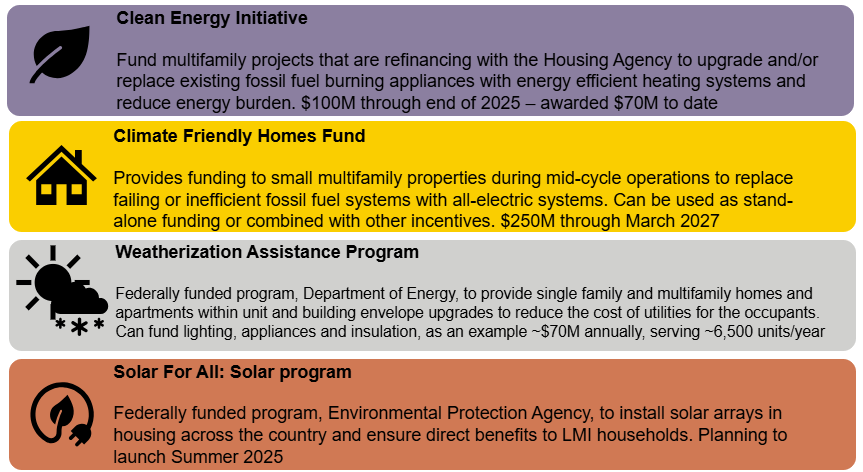 Clean Energy Initiative
Fund multifamily projects that are refinancing with the Housing Agency to upgrade and/or
replace existing fossil fuel burning appliances with energy efficient heating systems and
reduce energy burden. $100M through end of 2025 – awarded $70M to date
Climate Friendly Homes Fund
Provides funding to small multifamily properties during mid-cycle operations to replace
failing or inefficient fossil fuel systems with all-electric systems. Can be used as stand-
alone funding or combined with other incentives. $250M through March 2027
Weatherization Assistance Program
Federally funded program, Department of Energy, to provide single family and multifamily homes and
apartments within unit and building envelope upgrades to reduce the cost of utilities for the occupants.
Can fund lighting, appliances and insulation, as an example ~$70M annually, serving ~6,500 units/year
Solar For All: Solar program
Federally funded program, Environmental Protection Agency, to install solar arrays in
housing across the country and ensure direct benefits to LMI households. Planning to
launch Summer 2025